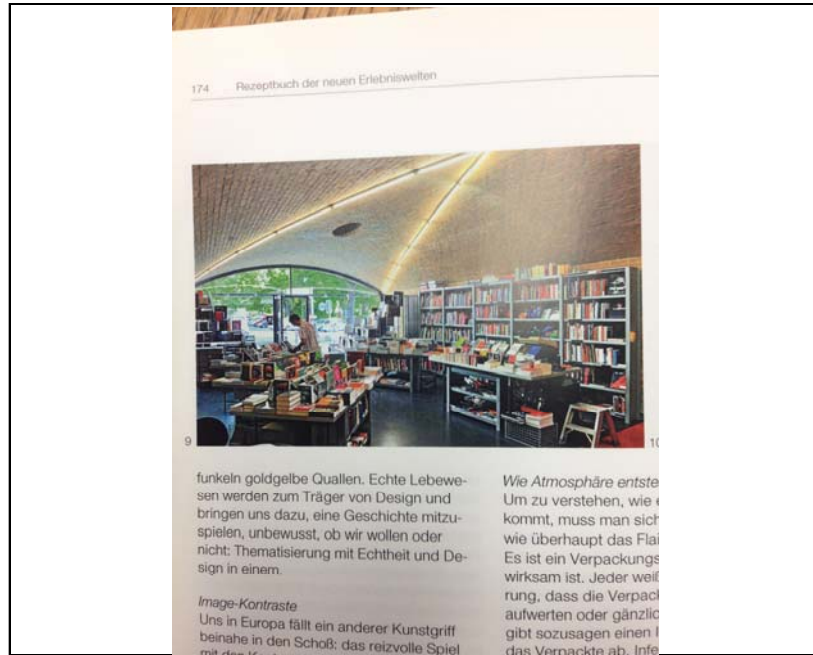 174 Rezeptbuch der neuen Erlebniswelten
9
10
funkeln goldgelbe Quallen. Echte Lebewe-
sen werden zum Träger von Design und
bringen uns dazu, eine Geschichte mitzu-
spielen, unbewusst, ob wir wollen oder
nicht: Thematisierung mit Echtheit und De-
sign in einem.
Image-Kontraste
Uns in Europa fällt ein anderer Kunstgriff
beinahe in den Schoß: das reizvolle Spiel
mit den
Wie Atmosphäre entste
Um zu verstehen, wie
kommt, muss man sich
wie überhaupt das Flai
Es ist ein Verpackungs
wirksam ist. Jeder weiß
rung, dass die Verpac
aufwerten oder gänzlic
gibt sozusagen einen
das Verpackte ab. Infe